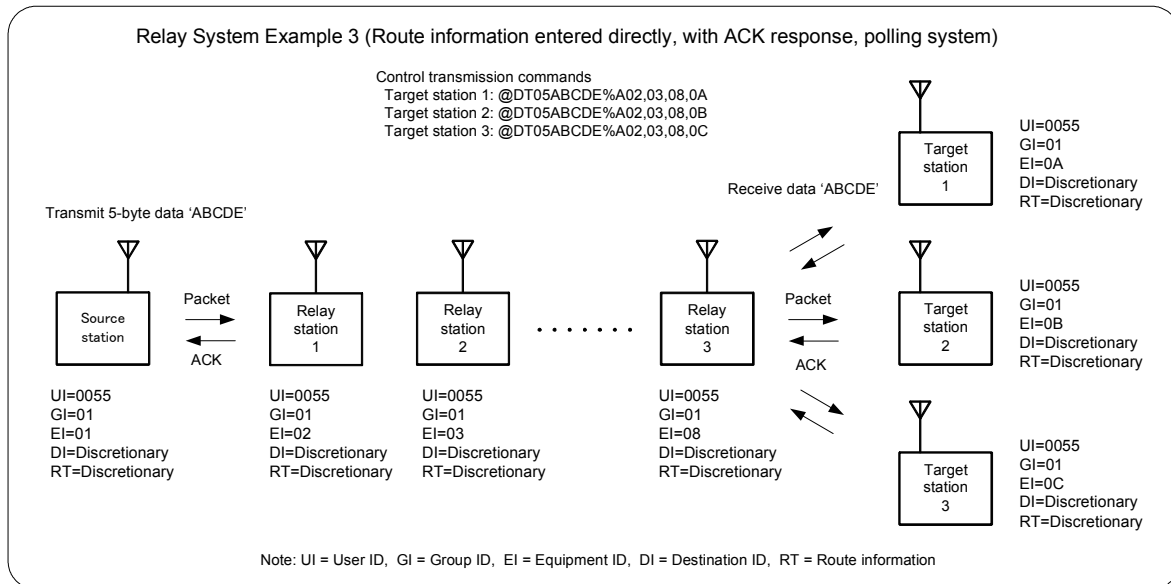 Relay System Example 3 (Route information entered directly, with ACK response, polling system)
Control transmission commands
Target station 1: @DT05ABCDE%A02,03,08,0A
Target station 2: @DT05ABCDE%A02,03,08,0B
Target station 3: @DT05ABCDE%A02,03,08,0C
Transmit 5-byte data ‘ABCDE’
Receive data ‘ABCDE’
Source
station
Packet
ACK
Relay
station
1
Relay
station
2
· · · · · · ·
Relay
station
3
Packet
ACK
Target
station
1
UI=0055
GI=01
EI=0A
DI=Discretionary
RT=Discretionary
Target
station
2
UI=0055
GI=01
EI=0B
DI=Discretionary
RT=Discretionary
Target
station
3
UI=0055
GI=01
EI=0C
DI=Discretionary
RT=Discretionary
UI=0055
GI=01
EI=01
DI=Discretionary
RT=Discretionary
UI=0055
GI=01
EI=02
DI=Discretionary
RT=Discretionary
UI=0055
GI=01
EI=03
DI=Discretionary
RT=Discretionary
UI=0055
GI=01
EI=08
DI=Discretionary
RT=Discretionary
Note: UI = User ID, GI = Group ID, EI = Equipment ID, DI = Destination ID, RT = Route information